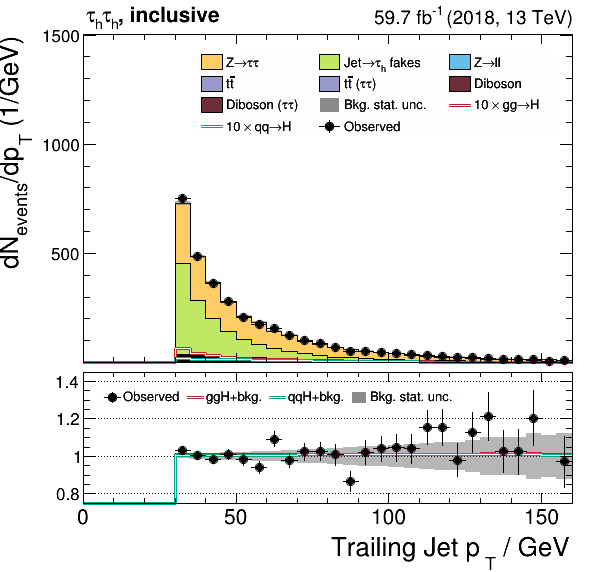 τhτh, inclusive 59.7 fb-1 (2018, 13 TeV)
dNevents/dpT (1/GeV)
1500
1000
500
Z→ττ Jet→τh fakes Z→ll
tt̄ tt̄ (ττ) Diboson
Diboson (ττ) Bkg. stat. unc. 10 × gg→H
10 × qq→H Observed
1.4
1.2
1
0.8
Observed ggH+bkg. qqH+bkg. Bkg. stat. unc.
0 50 100 150
Trailing Jet pT / GeV